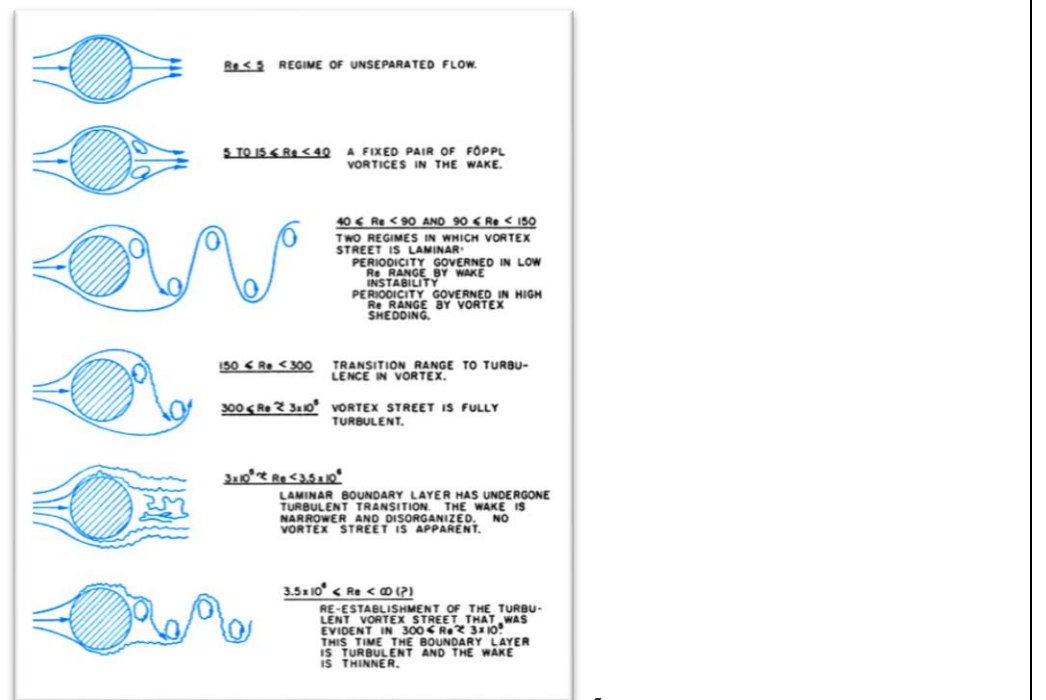 Re < 5 REGIME OF UNSEPARATED FLOW.
5 TO 15 ⩽ Re < 40 A FIXED PAIR OF FÖPPL
VORTICES IN THE WAKE.
40 ⩽ Re < 90 AND 90 ⩽ Re < 150
TWO REGIMES IN WHICH VORTEX
STREET IS LAMINAR:
PERIODICITY GOVERNED IN LOW
Re RANGE BY WAKE
INSTABILITY
PERIODICITY GOVERNED IN HIGH
Re RANGE BY VORTEX
SHEDDING.
150 ⩽ Re < 300 TRANSITION RANGE TO TURBU-
LENCE IN VORTEX.
300 ⩽ Re ≲ 3x10⁵ VORTEX STREET IS FULLY
TURBULENT.
3x10⁵ ≲ Re < 3.5x10⁶
LAMINAR BOUNDARY LAYER HAS UNDERGONE
TURBULENT TRANSITION. THE WAKE IS
NARROWER AND DISORGANIZED. NO
VORTEX STREET IS APPARENT.
3.5x10⁶ ⩽ Re < ∞ (?)
RE-ESTABLISHMENT OF THE TURBU-
LENT VORTEX STREET THAT WAS
EVIDENT IN 300 ⩽ Re ≲ 3x10⁵.
THIS TIME THE BOUNDARY LAYER
IS TURBULENT AND THE WAKE
IS THINNER.